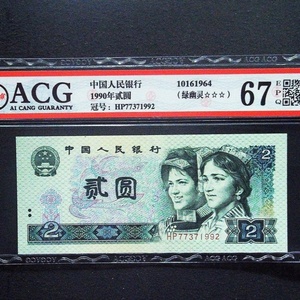 ACG
AI CANG GUARANTY
中国人民银行
1990年贰圆
冠号: HP77371992
10161964
(绿幽灵☆☆☆)
67 EPQ
中国人民银行
贰圆
2
2
HP77371992